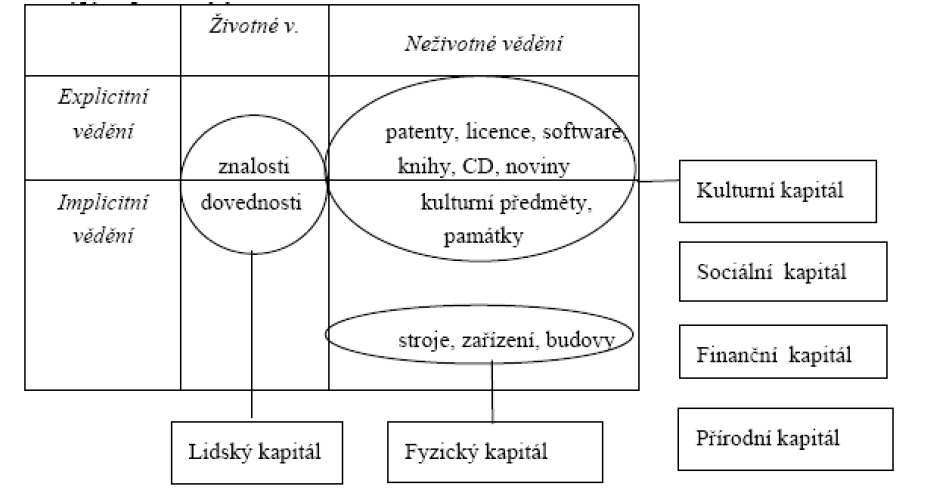 Životné v.
Neživotné vědění
Explicitní
vědění
patenty, licence, software,
knihy, CD, noviny
znalosti
dovednosti
Implicitní
vědění
kulturní předměty,
památky
stroje, zařízení, budovy
Kulturní kapitál
Sociální kapitál
Finanční kapitál
Přírodní kapitál
Lidský kapitál
Fyzický kapitál